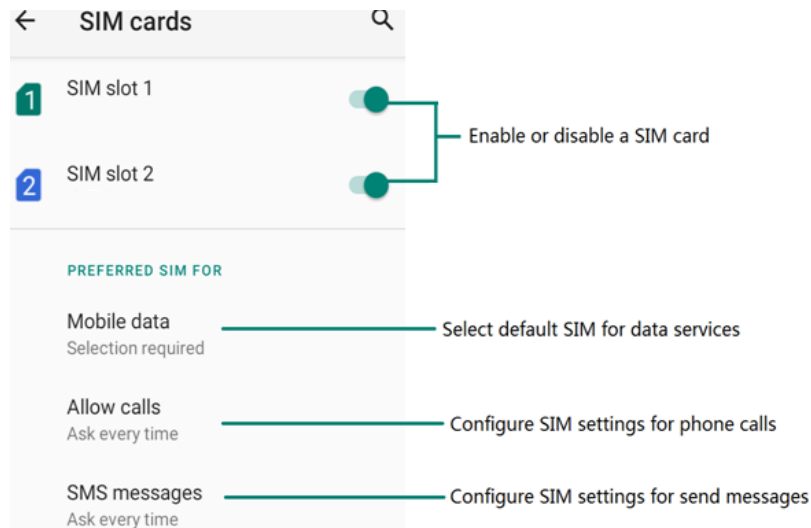 SIM cards
1
SIM slot 1
Enable or disable a SIM card
2
SIM slot 2
PREFERRED SIM FOR
Mobile data
Selection required
Select default SIM for data services
Allow calls
Ask every time
Configure SIM settings for phone calls
SMS messages
Ask every time
Configure SIM settings for send messages